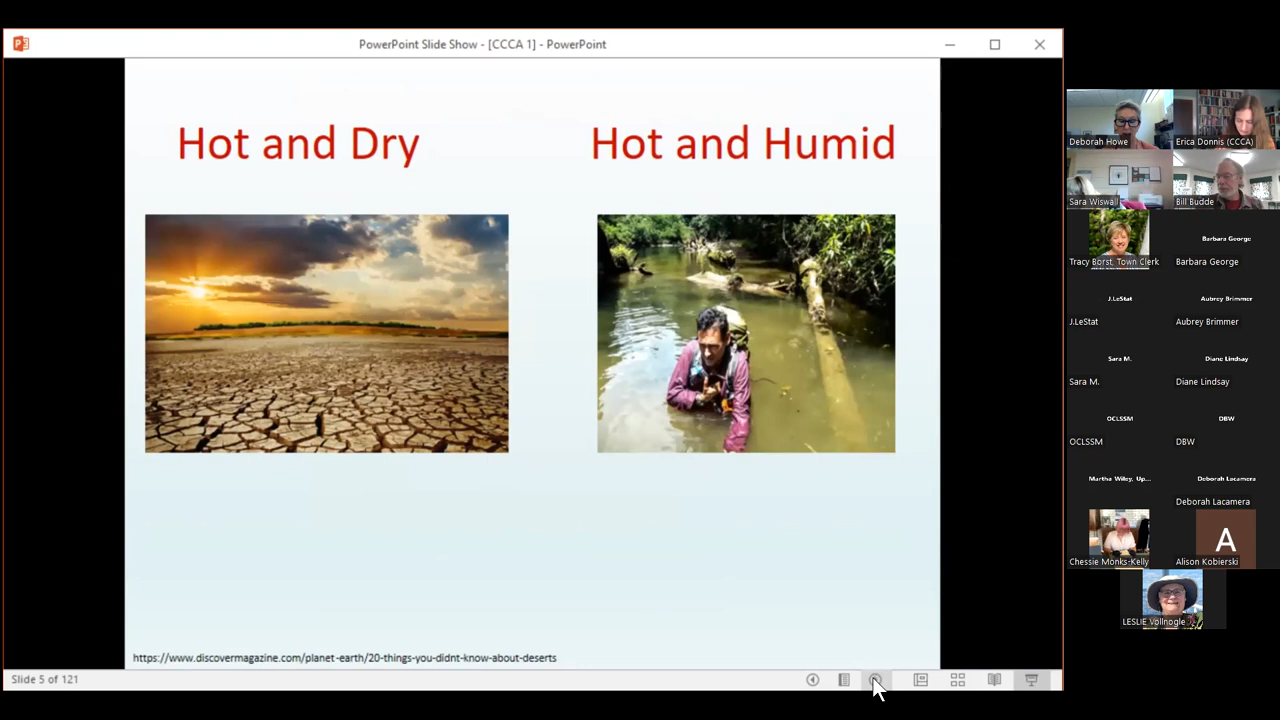 PowerPoint Slide Show - [CCCA 1] - PowerPoint
Hot and Dry
Hot and Humid
https://www.discovermagazine.com/planet-earth/20-things-you-didnt-know-about-deserts
Slide 5 of 121
Deborah Howe
Erica Donnis (CCCA)
Sara Wiswall
Bill Budde
Tracy Borst, Town Clerk
Barbara George
Barbara George
J.LeStat
J.LeStat
Aubrey Brimmer
Aubrey Brimmer
Sara M.
Sara M.
Diane Lindsay
Diane Lindsay
OCLSSM
OCLSSM
DBW
DBW
Martha Wiley, Up...
Deborah Lacamera
Deborah Lacamera
Chessie Monks-Kelly
A
Alison Kobierski
LESLIE Vollnogle